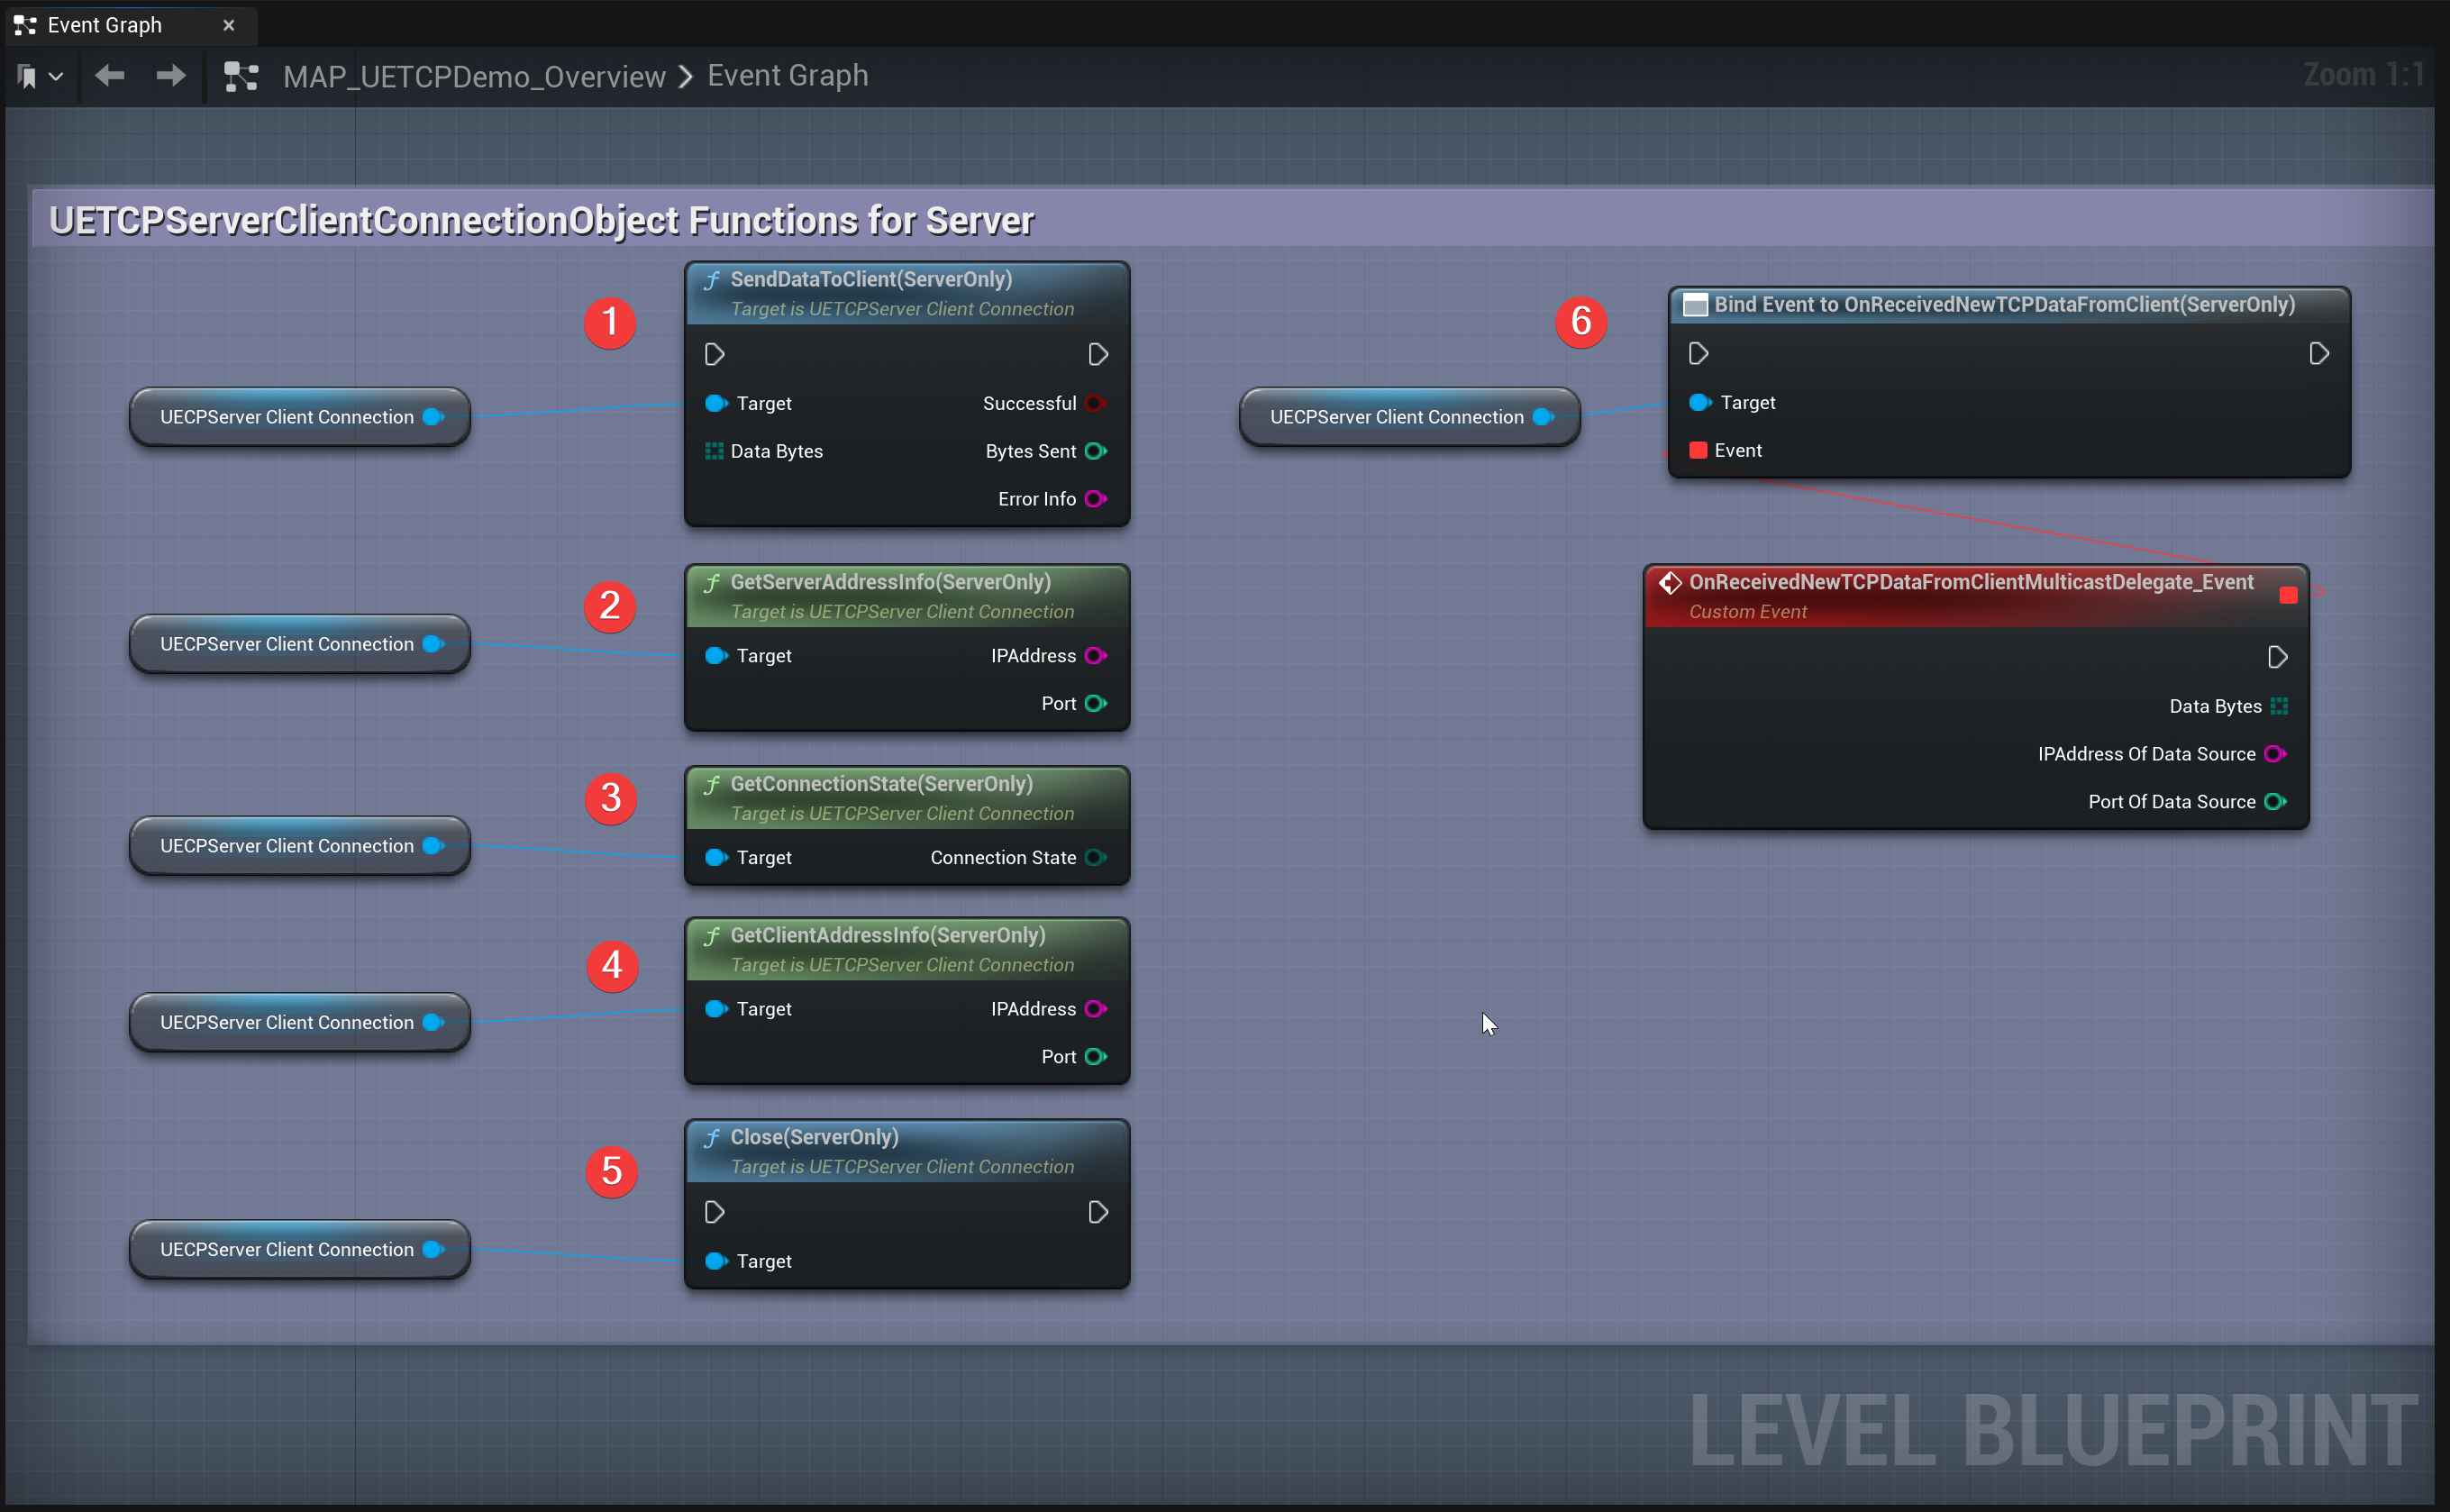 Event Graph
MAP_UETCPDemo_Overview > Event Graph
Zoom 1:1
UETCPServerClientConnectionObject Functions for Server
1
SendDataToClient(ServerOnly)
Target is UETCPServer Client Connection
UECPServer Client Connection
Target
Successful
Data Bytes
Bytes Sent
Error Info
2
GetServerAddressInfo(ServerOnly)
Target is UETCPServer Client Connection
UECPServer Client Connection
Target
IPAddress
Port
3
GetConnectionState(ServerOnly)
Target is UETCPServer Client Connection
UECPServer Client Connection
Target
Connection State
4
GetClientAddressInfo(ServerOnly)
Target is UETCPServer Client Connection
UECPServer Client Connection
Target
IPAddress
Port
5
Close(ServerOnly)
Target is UETCPServer Client Connection
UECPServer Client Connection
Target
6
Bind Event to OnReceivedNewTCPDataFromClient(ServerOnly)
UECPServer Client Connection
Target
Event
OnReceivedNewTCPDataFromClientMulticastDelegate_Event
Custom Event
Data Bytes
IPAddress Of Data Source
Port Of Data Source
LEVEL BLUEPRINT